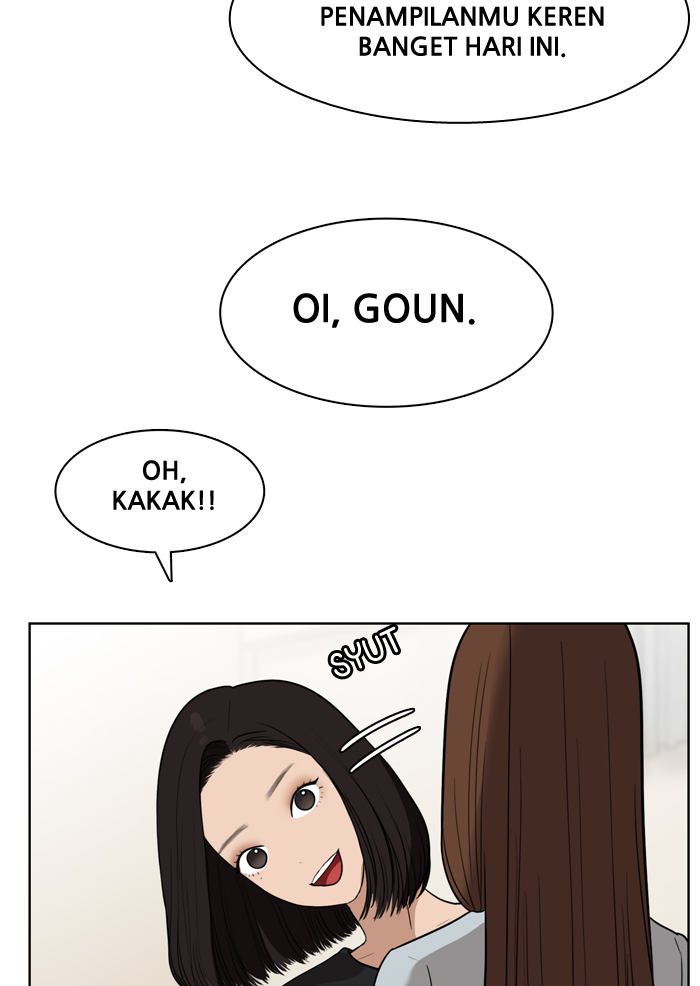 PENAMPILANMU KEREN
BANGET HARI INI.
OI, GOUN.
OH,
KAKAK!!
SYUT